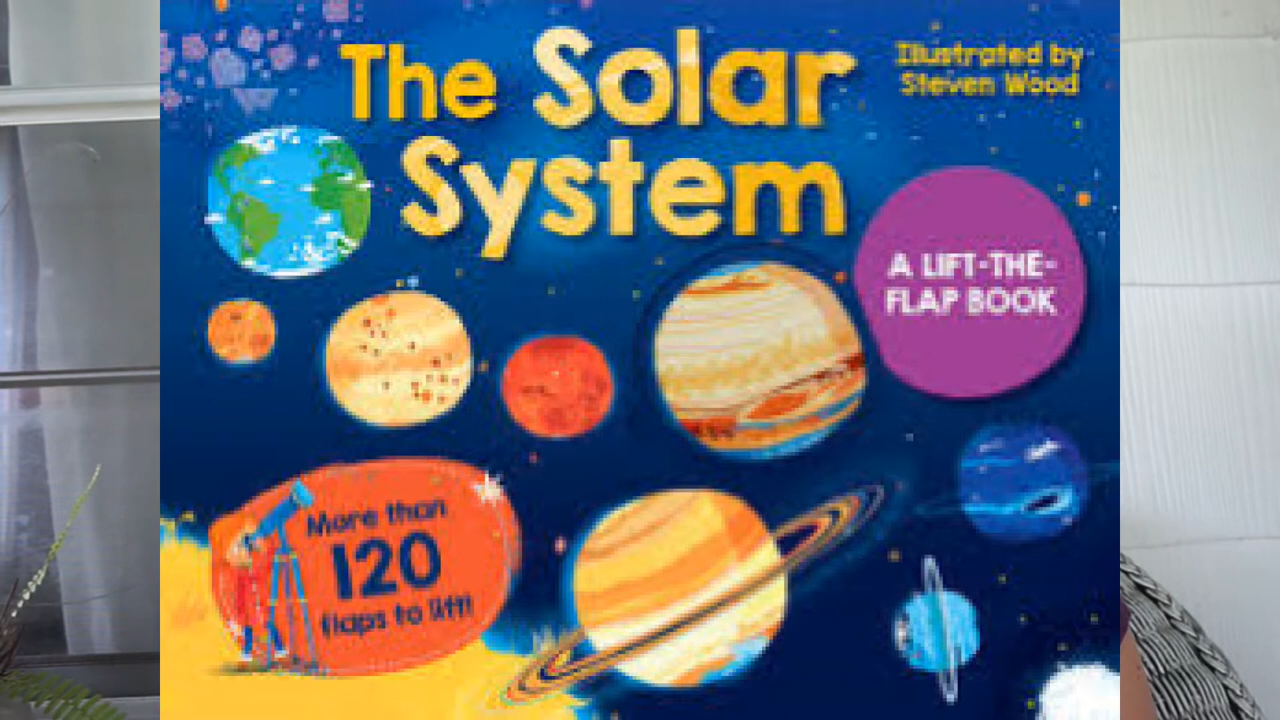 The Solar
System
Illustrated by
Steven Wood
A LIFT-THE-
FLAP BOOK
More than
120
flaps to lift!